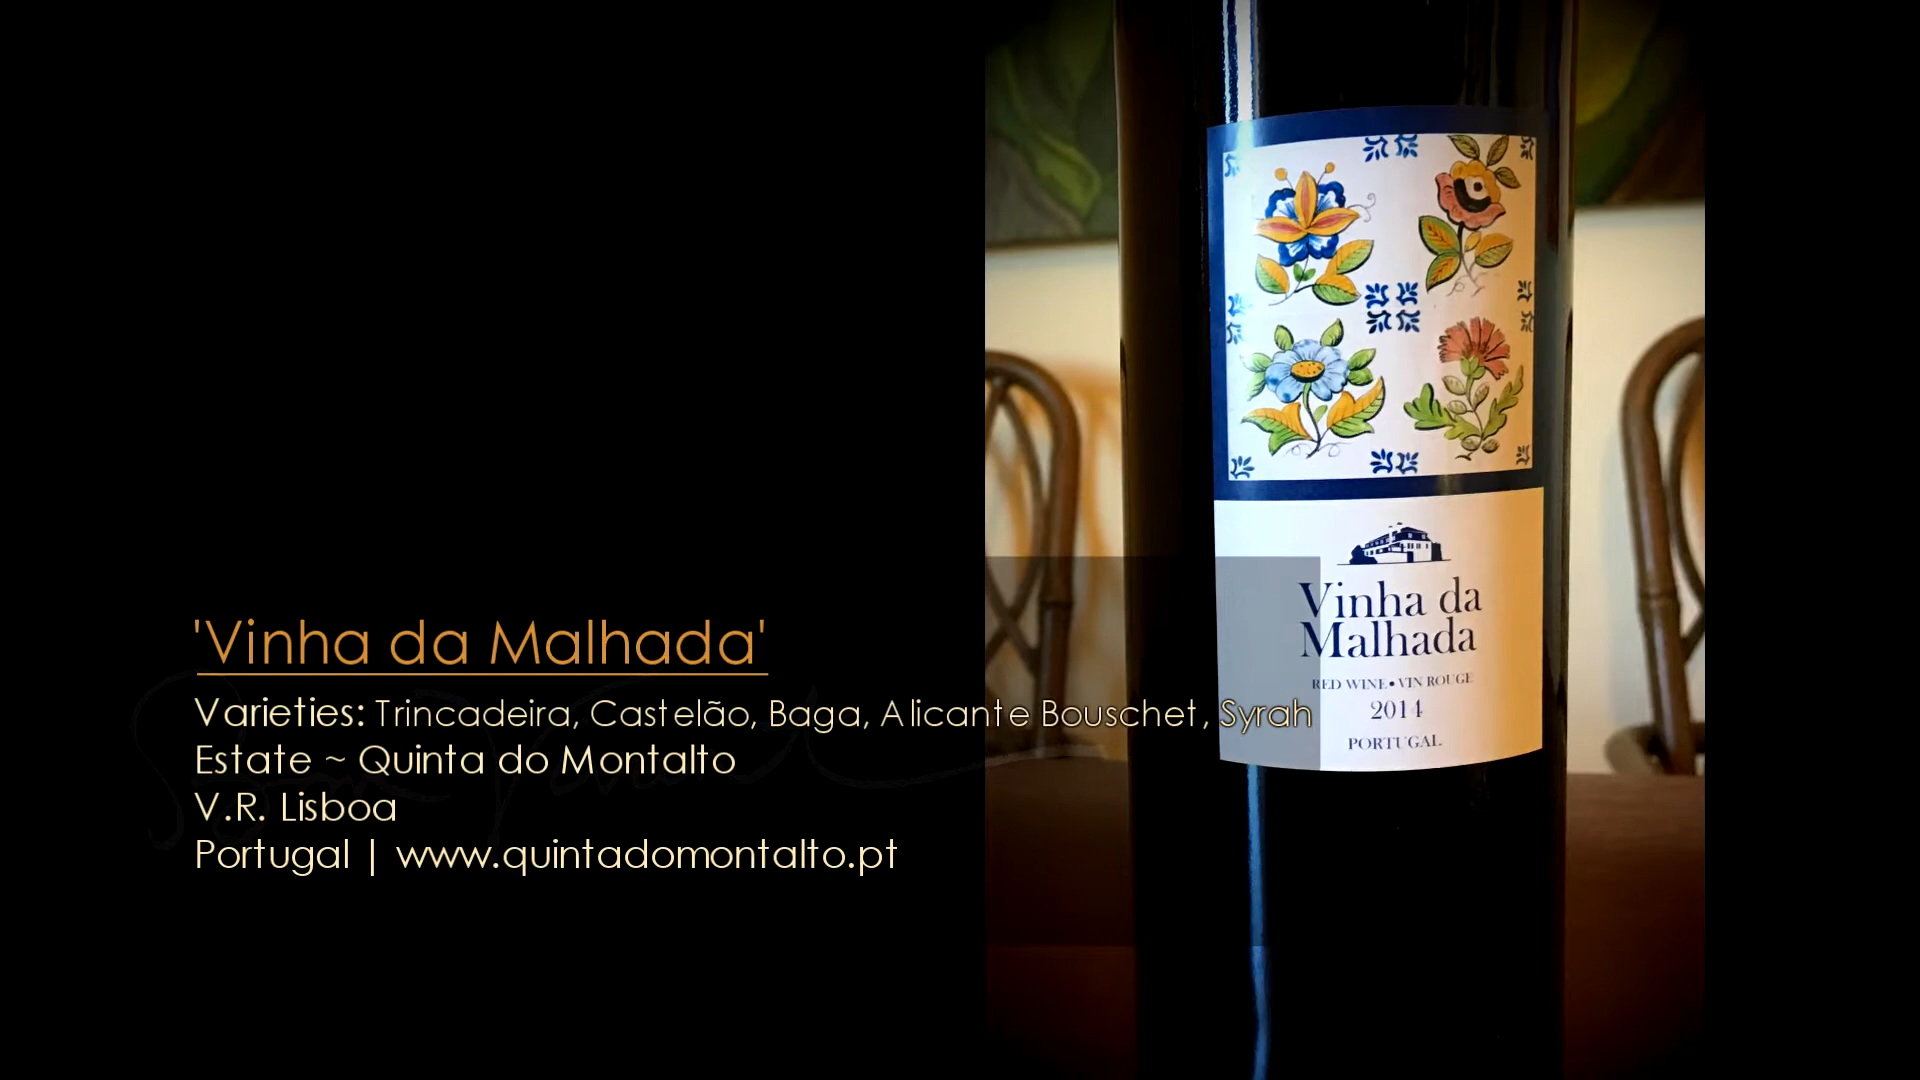 'Vinha da Malhada'
Varieties: Trincadeira, Castelão, Baga, Alicante Bouschet, Syrah
Estate ~ Quinta do Montalto
V.R. Lisboa
Portugal | www.quintadomontalto.pt
Vinha da
Malhada
RED WINE • VIN ROUGE
2014
PORTUGAL